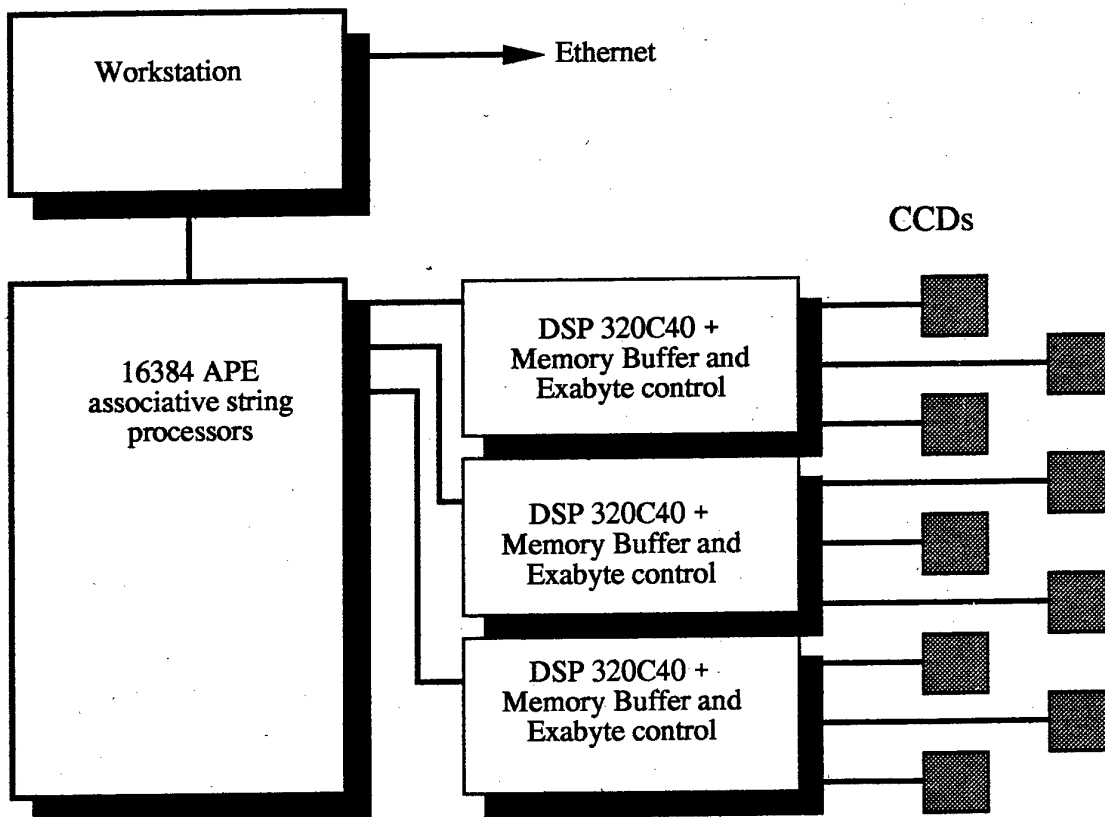 Workstation
Ethernet
CCDs
16384 APE
associative string
processors
DSP 320C40 +
Memory Buffer and
Exabyte control
DSP 320C40 +
Memory Buffer and
Exabyte control
DSP 320C40 +
Memory Buffer and
Exabyte control